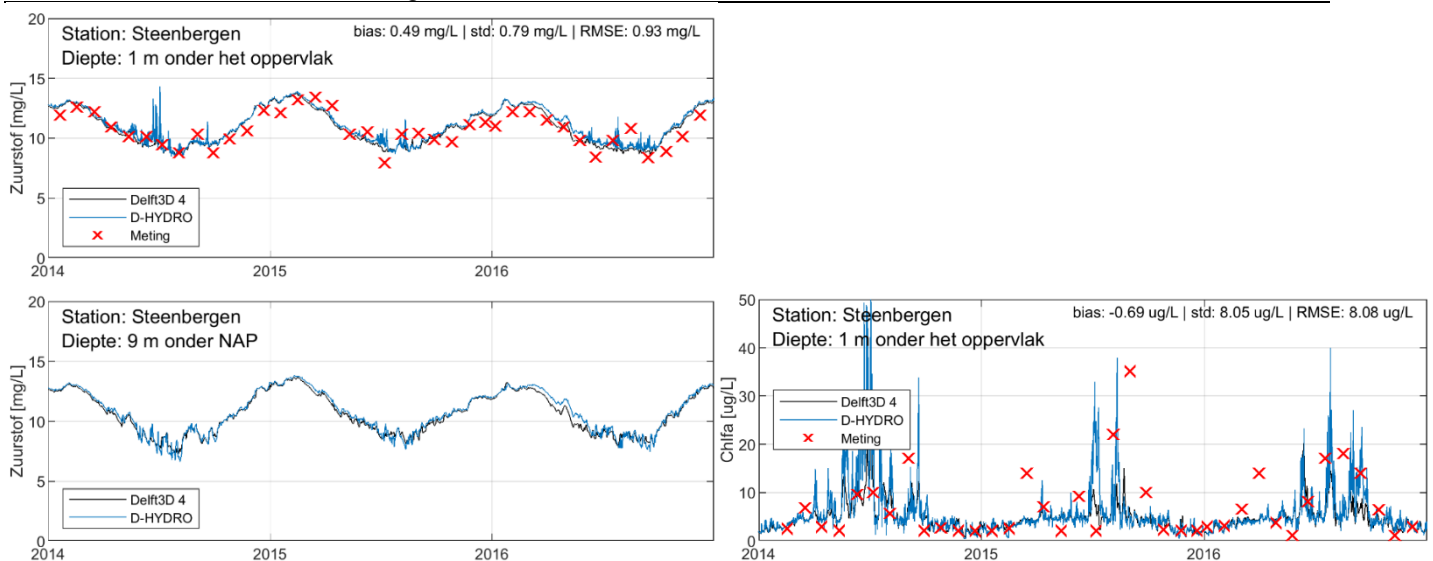 20
Station: Steenbergen
bias: 0.49 mg/L | std: 0.79 mg/L | RMSE: 0.93 mg/L
Diepte: 1 m onder het oppervlak
15
10
5
0
Zuurstof [mg/L]
Delft3D 4
D-HYDRO
Meting
2014
2015
2016
20
Station: Steenbergen
Diepte: 9 m onder NAP
15
10
5
0
Zuurstof [mg/L]
Delft3D 4
D-HYDRO
2014
2015
2016
50
Station: Steenbergen
bias: -0.69 ug/L | std: 8.05 ug/L | RMSE: 8.08 ug/L
Diepte: 1 m onder het oppervlak
40
30
20
10
0
Chlfa [ug/L]
Delft3D 4
D-HYDRO
Meting
2014
2015
2016